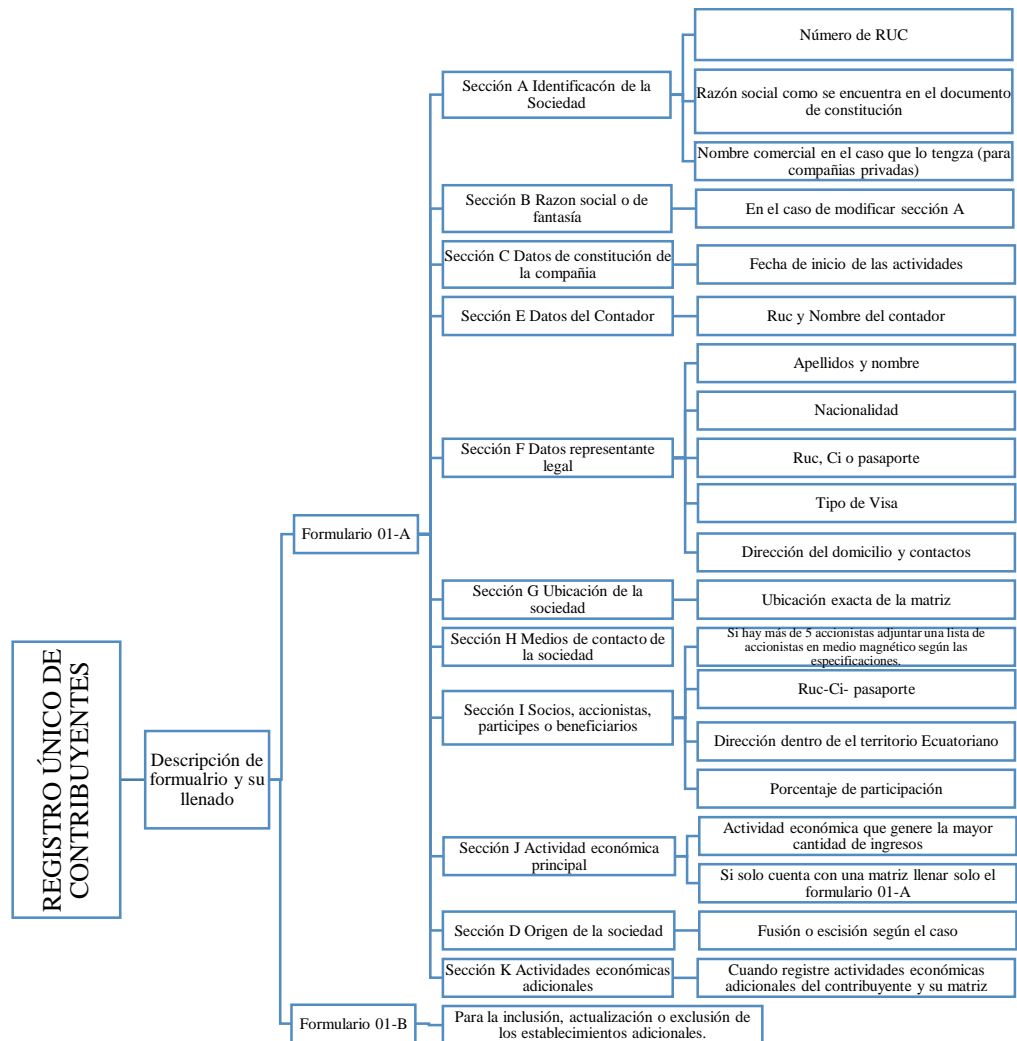 REGISTRO ÚNICO DE
CONTRIBUYENTES
Descripción de
formualrio y su
llenado
Formulario 01-A
Sección A Identificacón de la
Sociedad
Número de RUC
Razón social como se encuentra en el documento
de constitución
Nombre comercial en el caso que lo tengza (para
compañias privadas)
Sección B Razon social o de
fantasía
En el caso de modificar sección A
Sección C Datos de constitución de
la compañia
Fecha de inicio de las actividades
Sección E Datos del Contador
Ruc y Nombre del contador
Sección F Datos representante
legal
Apellidos y nombre
Nacionalidad
Ruc, Ci o pasaporte
Tipo de Visa
Dirección del domicilio y contactos
Sección G Ubicación de la
sociedad
Ubicación exacta de la matriz
Sección H Medios de contacto de
la sociedad
Sección I Socios, accionistas,
participes o beneficiarios
Si hay más de 5 accionistas adjuntar una lista de
accionistas en medio magnético según las
especificaciones.
Ruc-Ci- pasaporte
Dirección dentro de el territorio Ecuatoriano
Porcentaje de participación
Sección J Actividad económica
principal
Actividad económica que genere la mayor
cantidad de ingresos
Si solo cuenta con una matriz llenar solo el
formulario 01-A
Sección D Origen de la sociedad
Fusión o escisión según el caso
Sección K Actividades económicas
adicionales
Cuando registre actividades económicas
adicionales del contribuyente y su matriz
Formulario 01-B
Para la inclusión, actualización o exclusión de
los establecimientos adicionales.